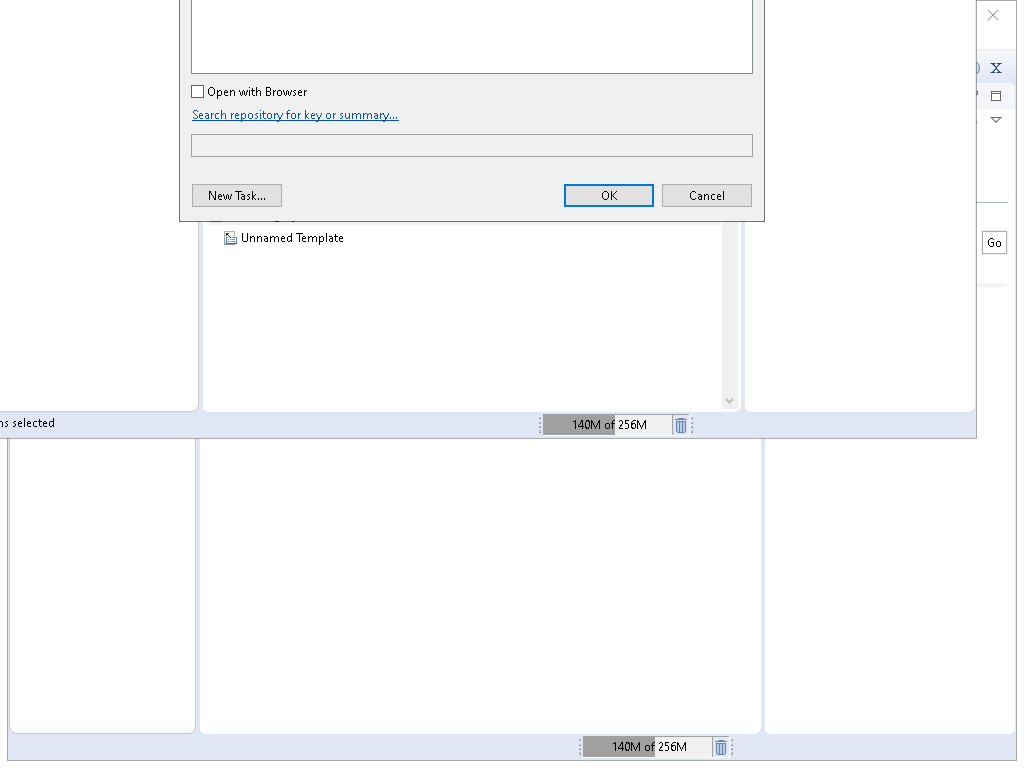 X
Open with Browser
Search repository for key or summary...
New Task...
OK
Cancel
Unnamed Template
Go
ns selected
140M of 256M
140M of 256M